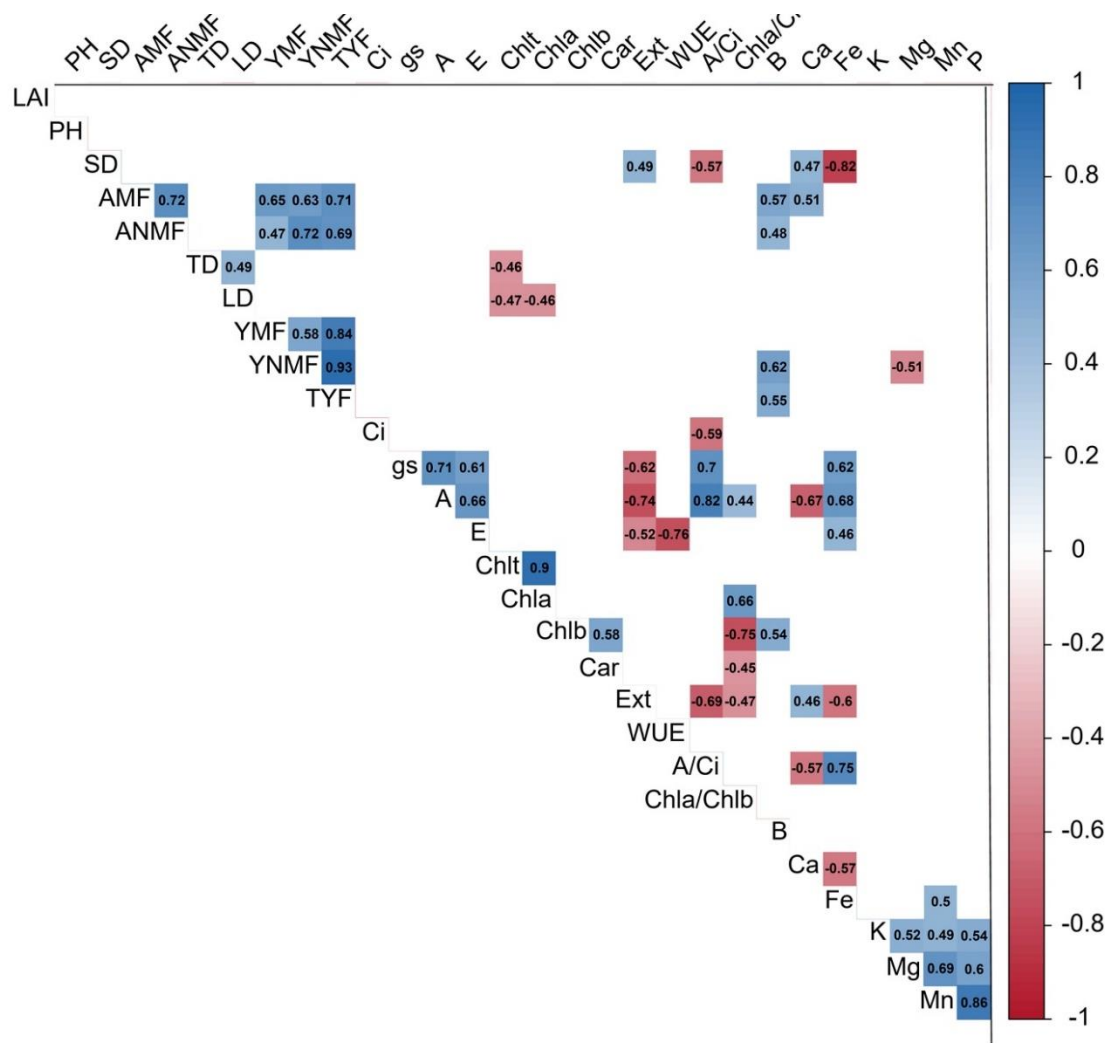 PH SD AMF ANMF TD LD YMF YNMF TYF Ci gs A E Chlt Chla Chlb Car Ext WUE A/Ci Chla/Ch B Ca Fe K Mg Mn P
LAI
PH
SD 0.49 -0.57 0.47 -0.82
AMF 0.72 0.65 0.63 0.71 0.57 0.51
ANMF 0.47 0.72 0.69 0.48
TD 0.49 -0.46
LD -0.47 -0.46
YMF 0.58 0.84
YNMF 0.93 0.62 -0.51
TYF 0.55
Ci -0.59
gs 0.71 0.61 -0.62 0.7 0.62
A 0.66 -0.74 0.82 0.44 -0.67 0.68
E -0.52 -0.76 0.46
Chlt 0.9
Chla 0.66
Chlb 0.58 -0.75 0.54
Car -0.45
Ext -0.69 -0.47 0.46 -0.6
WUE
A/Ci -0.57 0.75
Chla/Chlb
B
Ca -0.57
Fe 0.5
K 0.52 0.49 0.54
Mg 0.69 0.6
Mn 0.86
1
0.8
0.6
0.4
0.2
0
-0.2
-0.4
-0.6
-0.8
-1